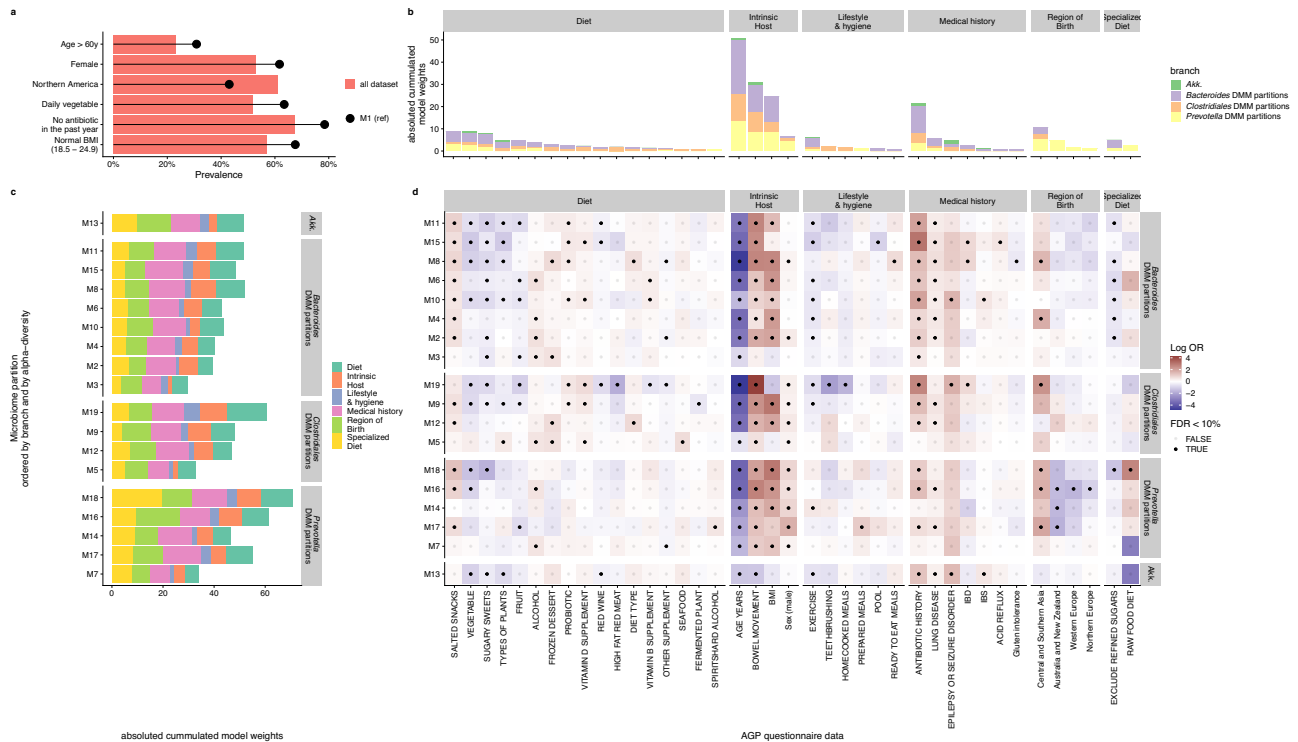 a
Age > 60y
Female
Northern America
Daily vegetable
No antibiotic
in the past year
Normal BMI
(18.5 – 24.9)
0%
20%
40%
60%
80%
Prevalence
all dataset
M1 (ref)
b
Diet
Intrinsic
Host
Lifestyle
& hygiene
Medical history
Region of
Birth
Specialized
Diet
absoluted cummulated
model weights
50
40
30
20
10
0
branch
Akk.
Bacteroides DMM partitions
Clostridiales DMM partitions
Prevotella DMM partitions
c
Microbiome partition
ordered by branch and by alpha−diversity
M13
M11
M15
M8
M6
M10
M4
M2
M3
M19
M9
M12
M5
M18
M16
M14
M17
M7
Akk.
Bacteroides
DMM partitions
Clostridiales
DMM partitions
Prevotella
DMM partitions
0
20
40
60
absoluted cummulated model weights
Diet
Intrinsic
Host
Lifestyle
& hygiene
Medical history
Region of
Birth
Specialized
Diet
d
Diet
Intrinsic
Host
Lifestyle
& hygiene
Medical history
Region of
Birth
Specialized
Diet
M11
M15
M8
M6
M10
M4
M2
M3
M19
M9
M12
M5
M18
M16
M14
M17
M7
M13
Bacteroides
DMM partitions
Clostridiales
DMM partitions
Prevotella
DMM partitions
Akk.
SALTED SNACKS
VEGETABLE
SUGARY SWEETS
TYPES OF PLANTS
FRUIT
ALCOHOL
FROZEN DESSERT
PROBIOTIC
VITAMIN D SUPPLEMENT
RED WINE
HIGH FAT RED MEAT
DIET TYPE
VITAMIN B SUPPLEMENT
OTHER SUPPLEMENT
SEAFOOD
FERMENTED PLANT
SPIRITSHARD ALCOHOL
AGE YEARS
BOWEL MOVEMENT
BMI
Sex (male)
EXERCISE
TEETHBRUSHING
HOMECOOKED MEALS
PREPARED MEALS
POOL
READY TO EAT MEALS
ANTIBIOTIC HISTORY
LUNG DISEASE
EPILEPSY OR SEIZURE DISORDER
IBD
IBS
ACID REFLUX
Gluten intolerance
Central and Southern Asia
Australia and New Zealand
Western Europe
Northern Europe
EXCLUDE REFINED SUGARS
RAW FOOD DIET
AGP questionnaire data
Log OR
4
2
0
−2
−4
FDR < 10%
FALSE
TRUE